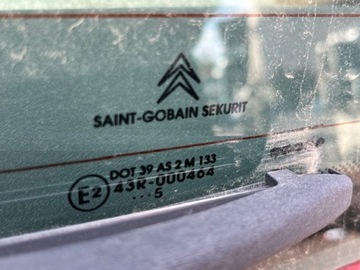 SAINT-GOBAIN SEKURIT
DOT 39 AS 2 M 133
E2 43R-000464
...5